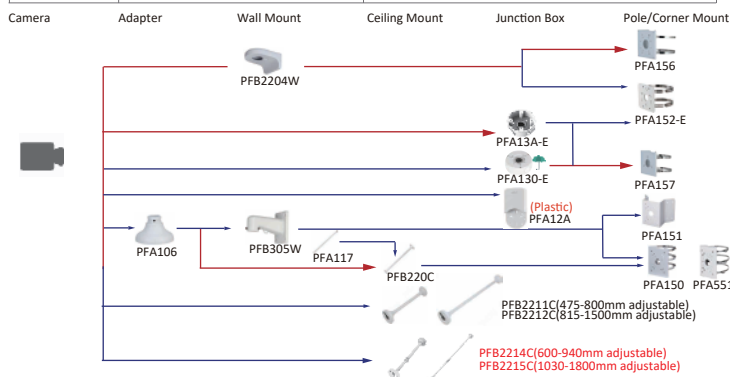 Camera Adapter Wall Mount Ceiling Mount Junction Box Pole/Corner Mount
PFA156
PFB2204W
PFA152-E
PFA13A-E
PFA130-E
PFA157
(Plastic)
PFA12A
PFA151
PFA106
PFB305W
PFA117
PFB220C
PFA150 PFA551
PFB2211C(475-800mm adjustable)
PFB2212C(815-1500mm adjustable)
PFB2214C(600-940mm adjustable)
PFB2215C(1030-1800mm adjustable)